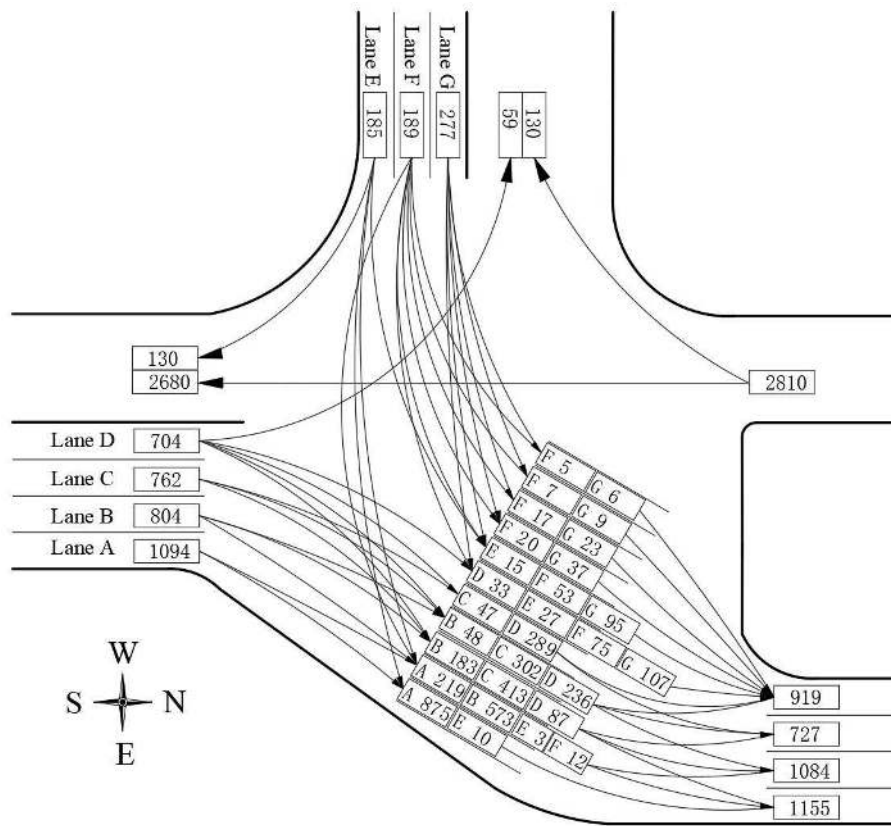 Lane E
Lane F
Lane G
185
189
277
59
130
130
2680
2810
Lane D
704
Lane C
762
Lane B
804
Lane A
1094
F 5
G 6
F 7
G 9
F 17
G 23
F 20
G 37
E 15
F 53
G 95
D 33
E 27
F 75
G 107
C 47
D 289
B 48
C 302
D 236
B 183
C 413
D 87
A 219
B 573
E 3
F 12
A 875
E 10
919
727
1084
1155
W
S
N
E